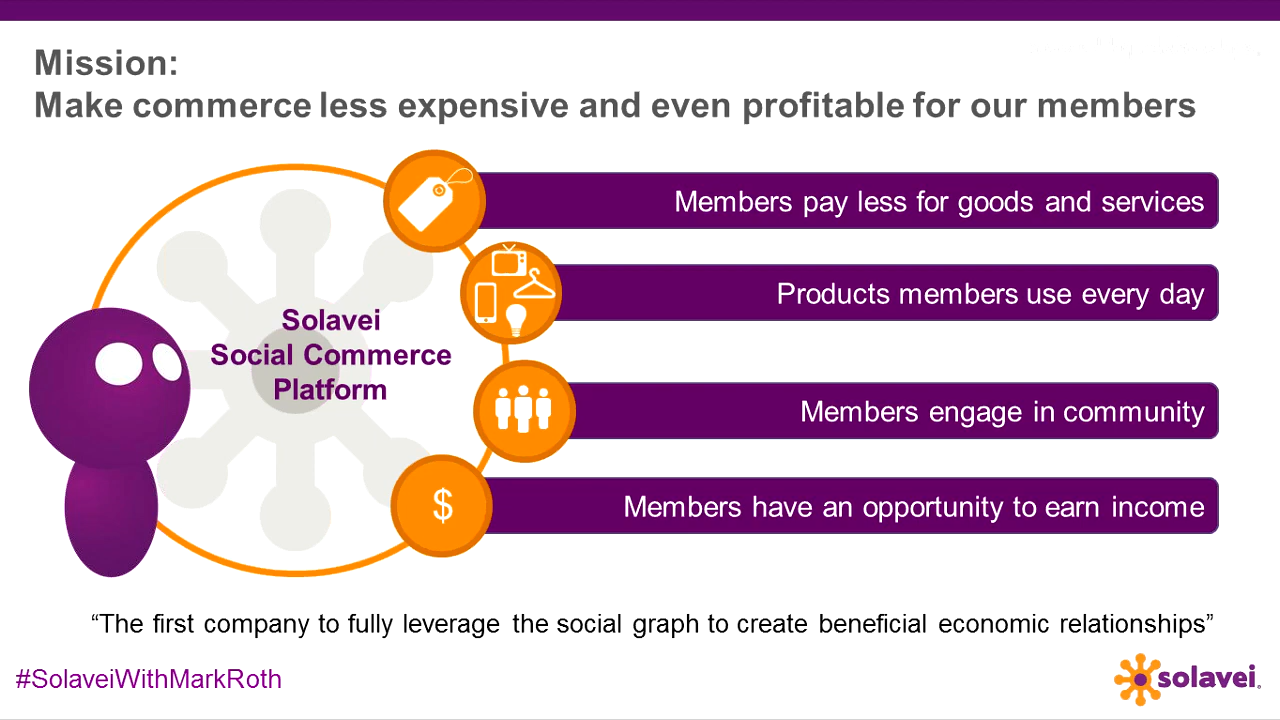 Mission:
Make commerce less expensive and even profitable for our members
Members pay less for goods and services
Products members use every day
Solavei
Social Commerce
Platform
Members engage in community
$
Members have an opportunity to earn income
“The first company to fully leverage the social graph to create beneficial economic relationships”
#SolaveiWithMarkRoth
solavei®